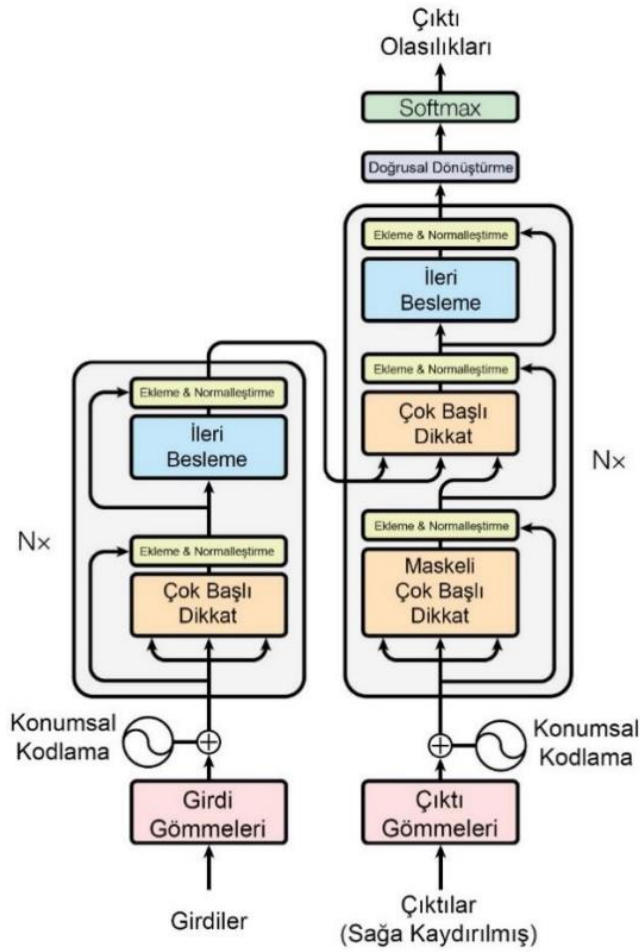 Çıktı
Olasılıkları
Softmax
Doğrusal Dönüştürme
Ekleme & Normalleştirme
İleri
Besleme
Ekleme & Normalleştirme
Çok Başlı
Dikkat
Ekleme & Normalleştirme
Maskeli
Çok Başlı
Dikkat
Nx
Ekleme & Normalleştirme
İleri
Besleme
Ekleme & Normalleştirme
Çok Başlı
Dikkat
Nx
Konumsal
Kodlama
Konumsal
Kodlama
Girdi
Gömmeleri
Çıktı
Gömmeleri
Girdiler
Çıktılar
(Sağa Kaydırılmış)